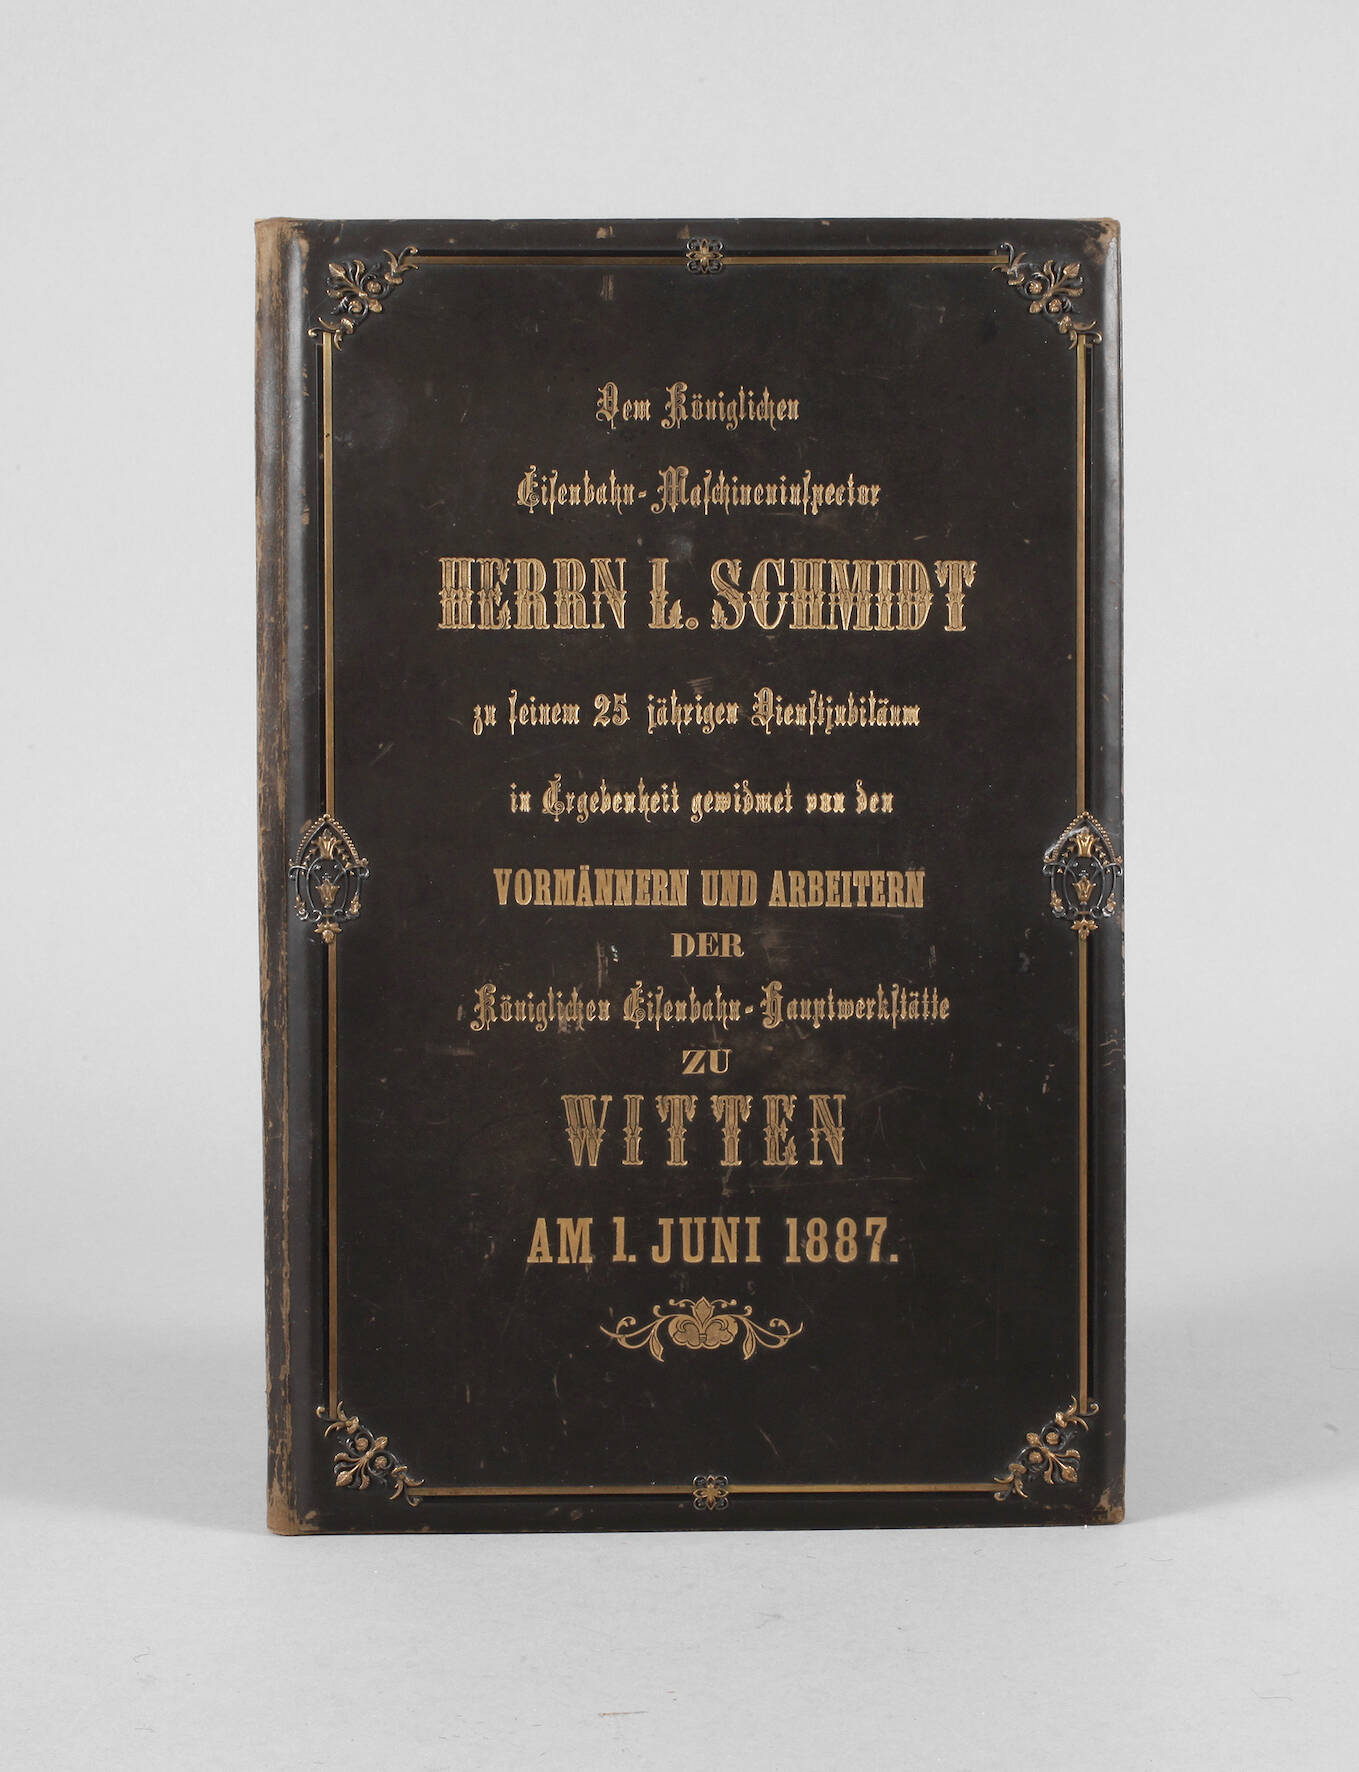 Dem Königlichen
Eiſenbahn-Maſchineninſpector
HERRN L. SCHMIDT
zu ſeinem 25 jährigen Dienſtjubiläum
in Ergebenheit gewidmet von den
VORMÄNNERN UND ARBEITERN
DER
Königlichen Eiſenbahn-Hauptwerkſtätte
ZU
WITTEN
AM 1. JUNI 1887.